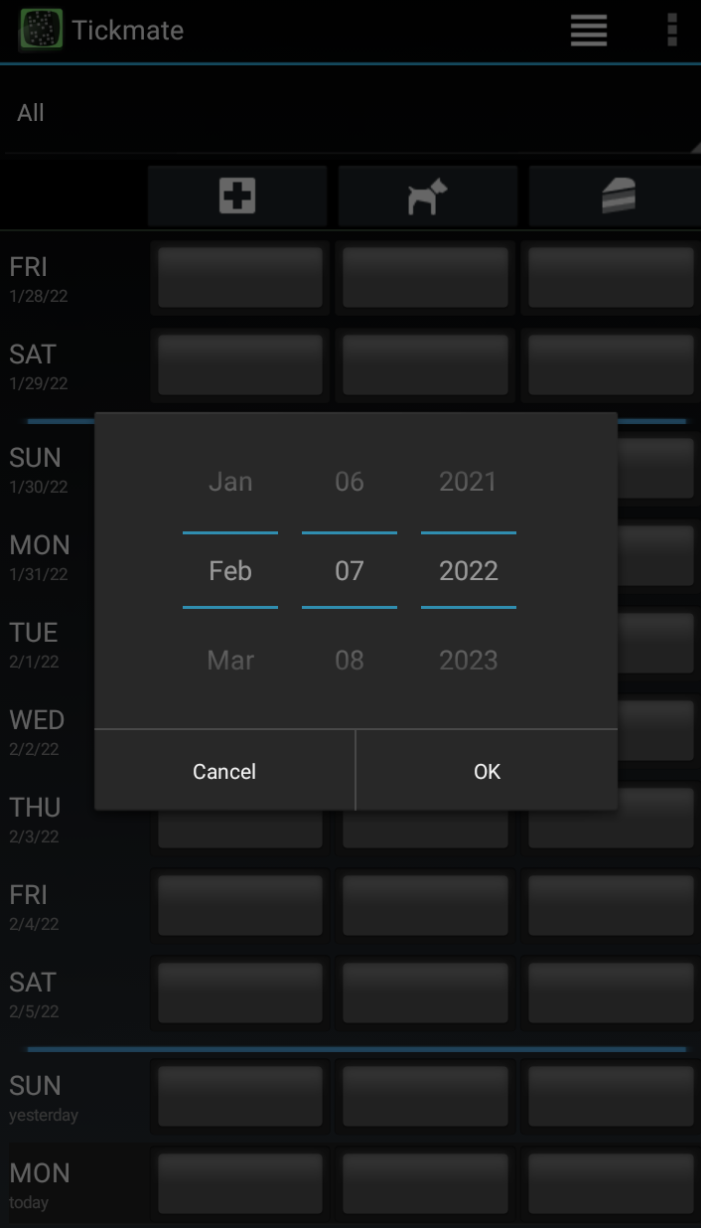 Tickmate
All
FRI
1/28/22
SAT
1/29/22
SUN
1/30/22
MON
1/31/22
TUE
2/1/22
WED
2/2/22
THU
2/3/22
FRI
2/4/22
SAT
2/5/22
SUN
yesterday
MON
today
Jan 06 2021
Feb 07 2022
Mar 08 2023
Cancel OK